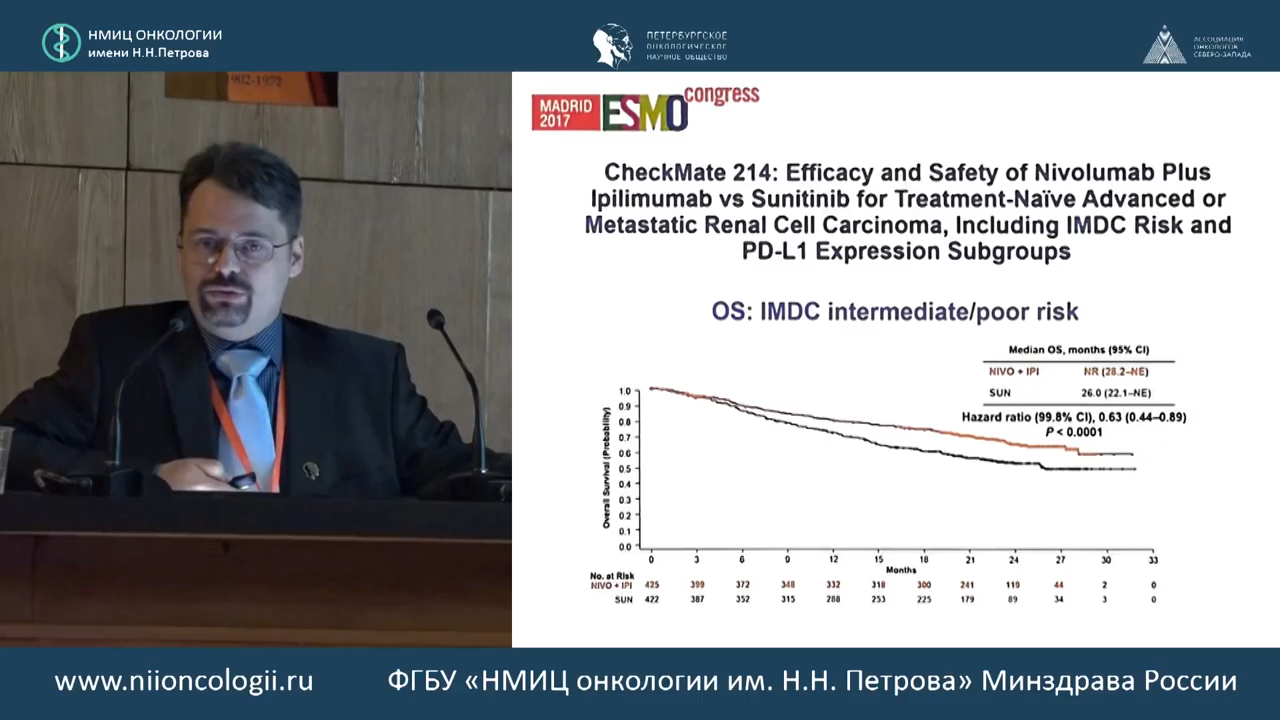 НМИЦ ОНКОЛОГИИ
имени Н.Н.Петрова
ПЕТЕРБУРГСКОЕ
ОНКОЛОГИЧЕСКОЕ
НАУЧНОЕ ОБЩЕСТВО
АССОЦИАЦИЯ
ОНКОЛОГОВ
СЕВЕРО-ЗАПАДА
1902-1972
MADRID
2017
ESMO congress
CheckMate 214: Efficacy and Safety of Nivolumab Plus
Ipilimumab vs Sunitinib for Treatment-Naïve Advanced or
Metastatic Renal Cell Carcinoma, Including IMDC Risk and
PD-L1 Expression Subgroups
OS: IMDC intermediate/poor risk
Median OS, months (95% CI)
NIVO + IPI NR (28.2–NE)
SUN 26.0 (22.1–NE)
Hazard ratio (99.8% CI), 0.63 (0.44–0.89)
P < 0.0001
Overall Survival (Probability)
1.0
0.9
0.8
0.7
0.6
0.5
0.4
0.3
0.2
0.1
0.0
0 3 6 9 12 15 18 21 24 27 30 33
Months
No. at Risk
NIVO + IPI 425 399 372 348 332 318 300 241 119 44 2 0
SUN 422 387 352 315 288 253 225 179 89 34 3 0
www.niioncologii.ru
ФГБУ «НМИЦ онкологии им. Н.Н. Петрова» Минздрава России